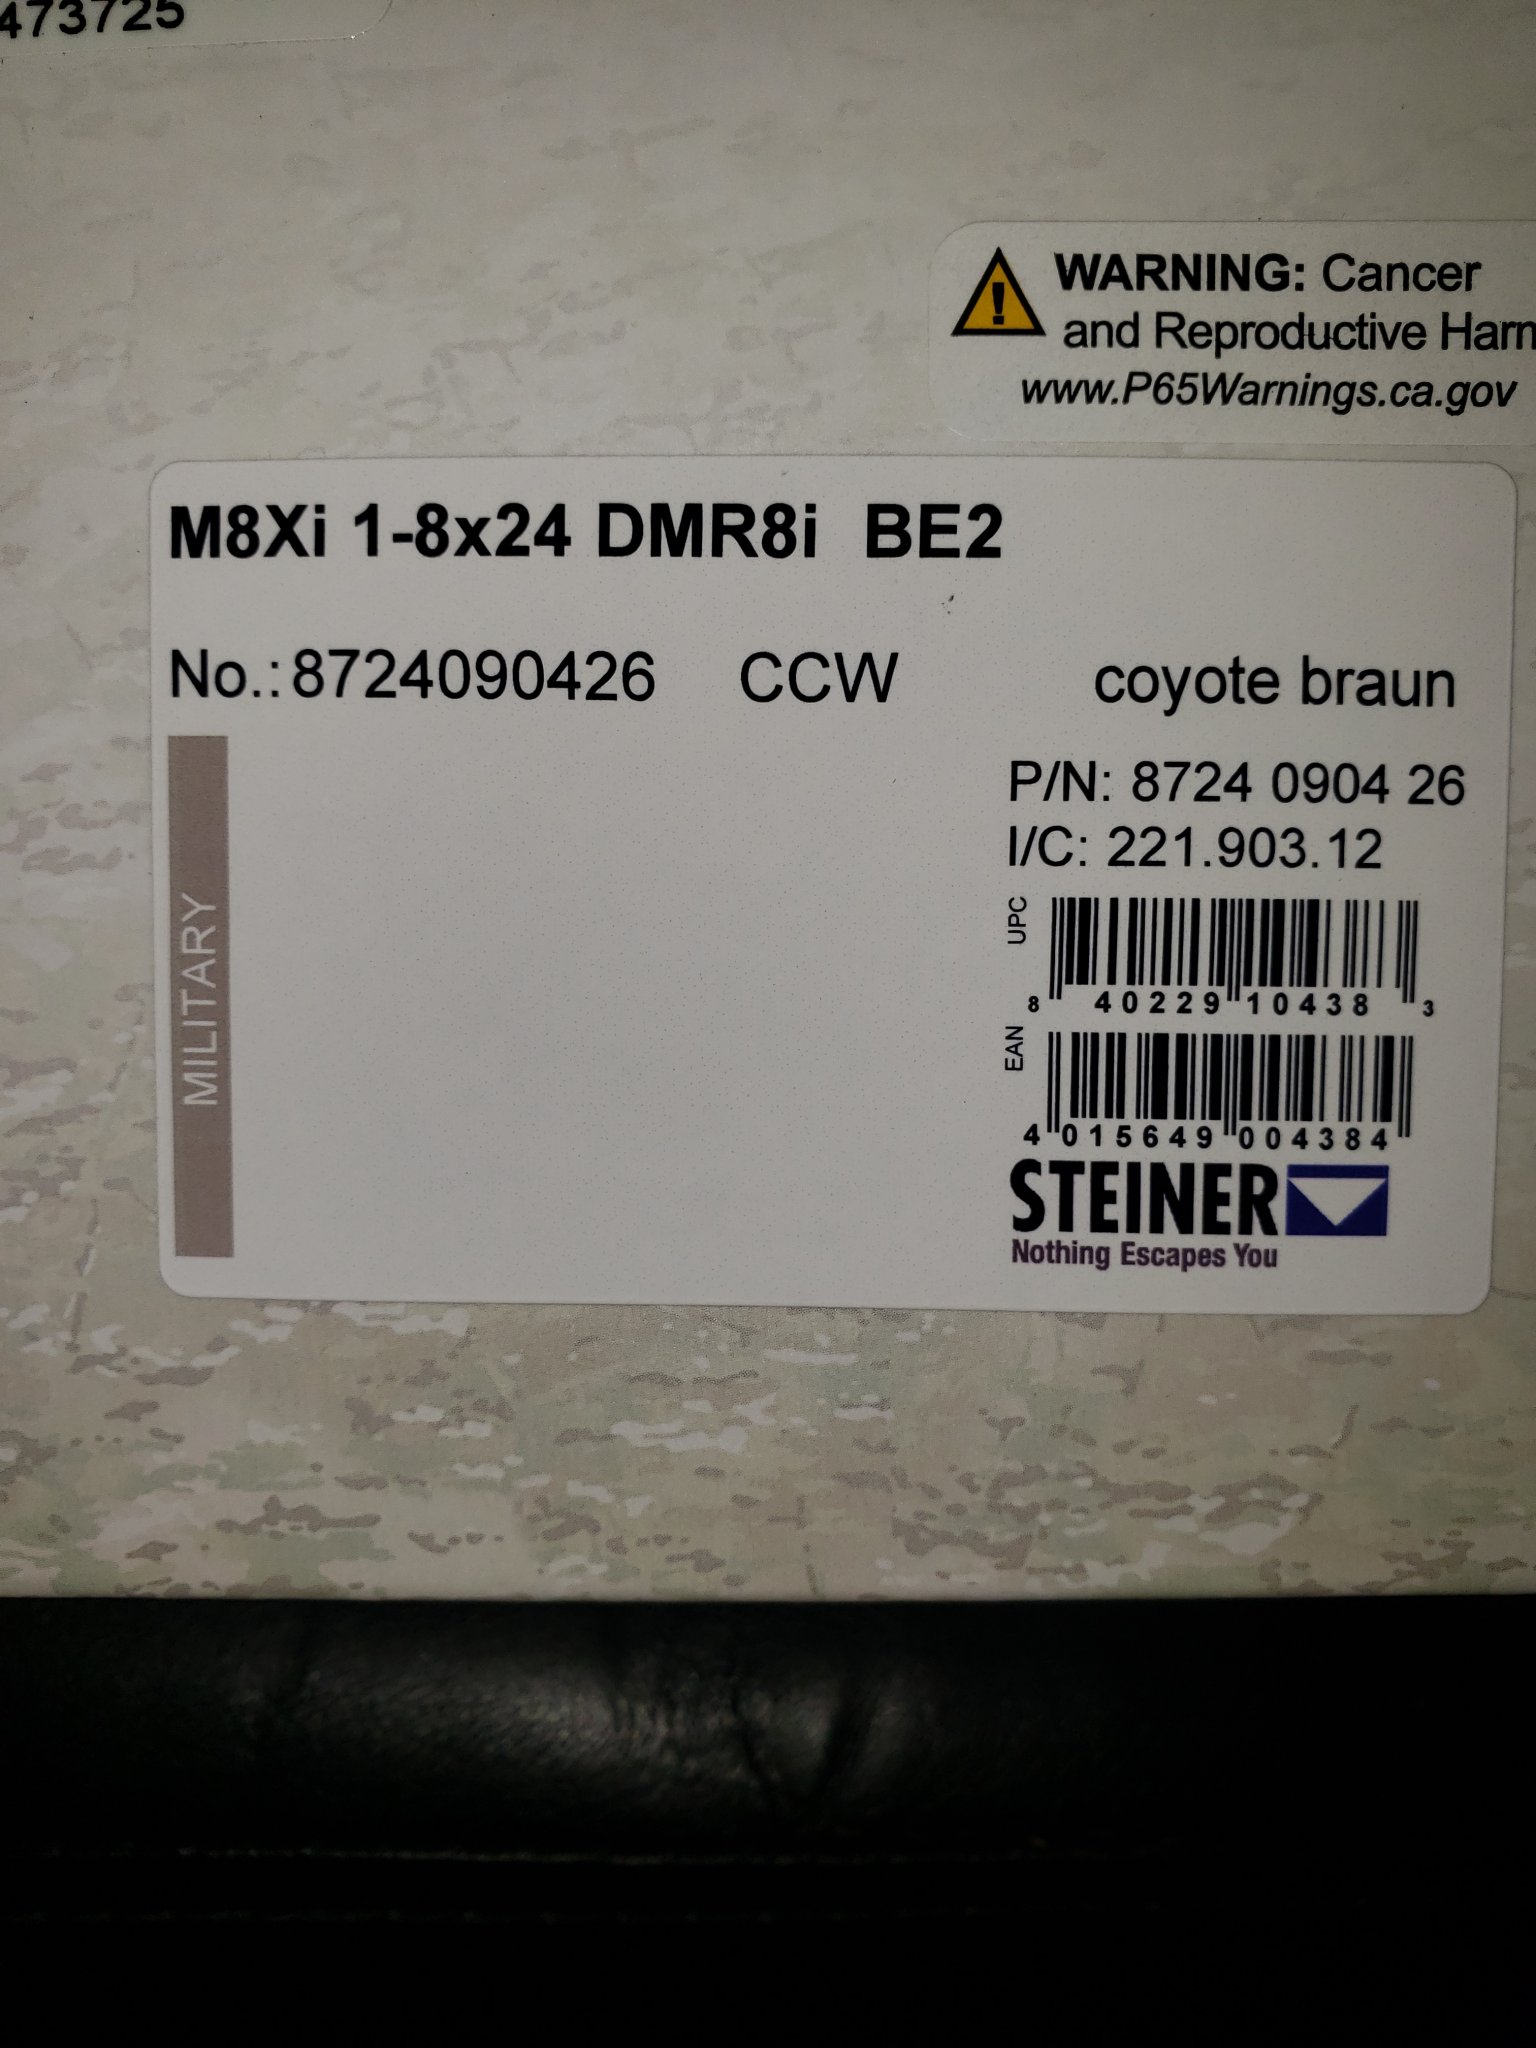 473725
WARNING: Cancer
and Reproductive Harm
www.P65Warnings.ca.gov
M8Xi 1-8x24 DMR8i BE2
No.: 8724090426 CCW coyote braun
P/N: 8724 0904 26
I/C: 221.903.12
MILITARY
UPC
8 40229 10438 3
EAN
4 015649 004384
STEINER
Nothing Escapes You